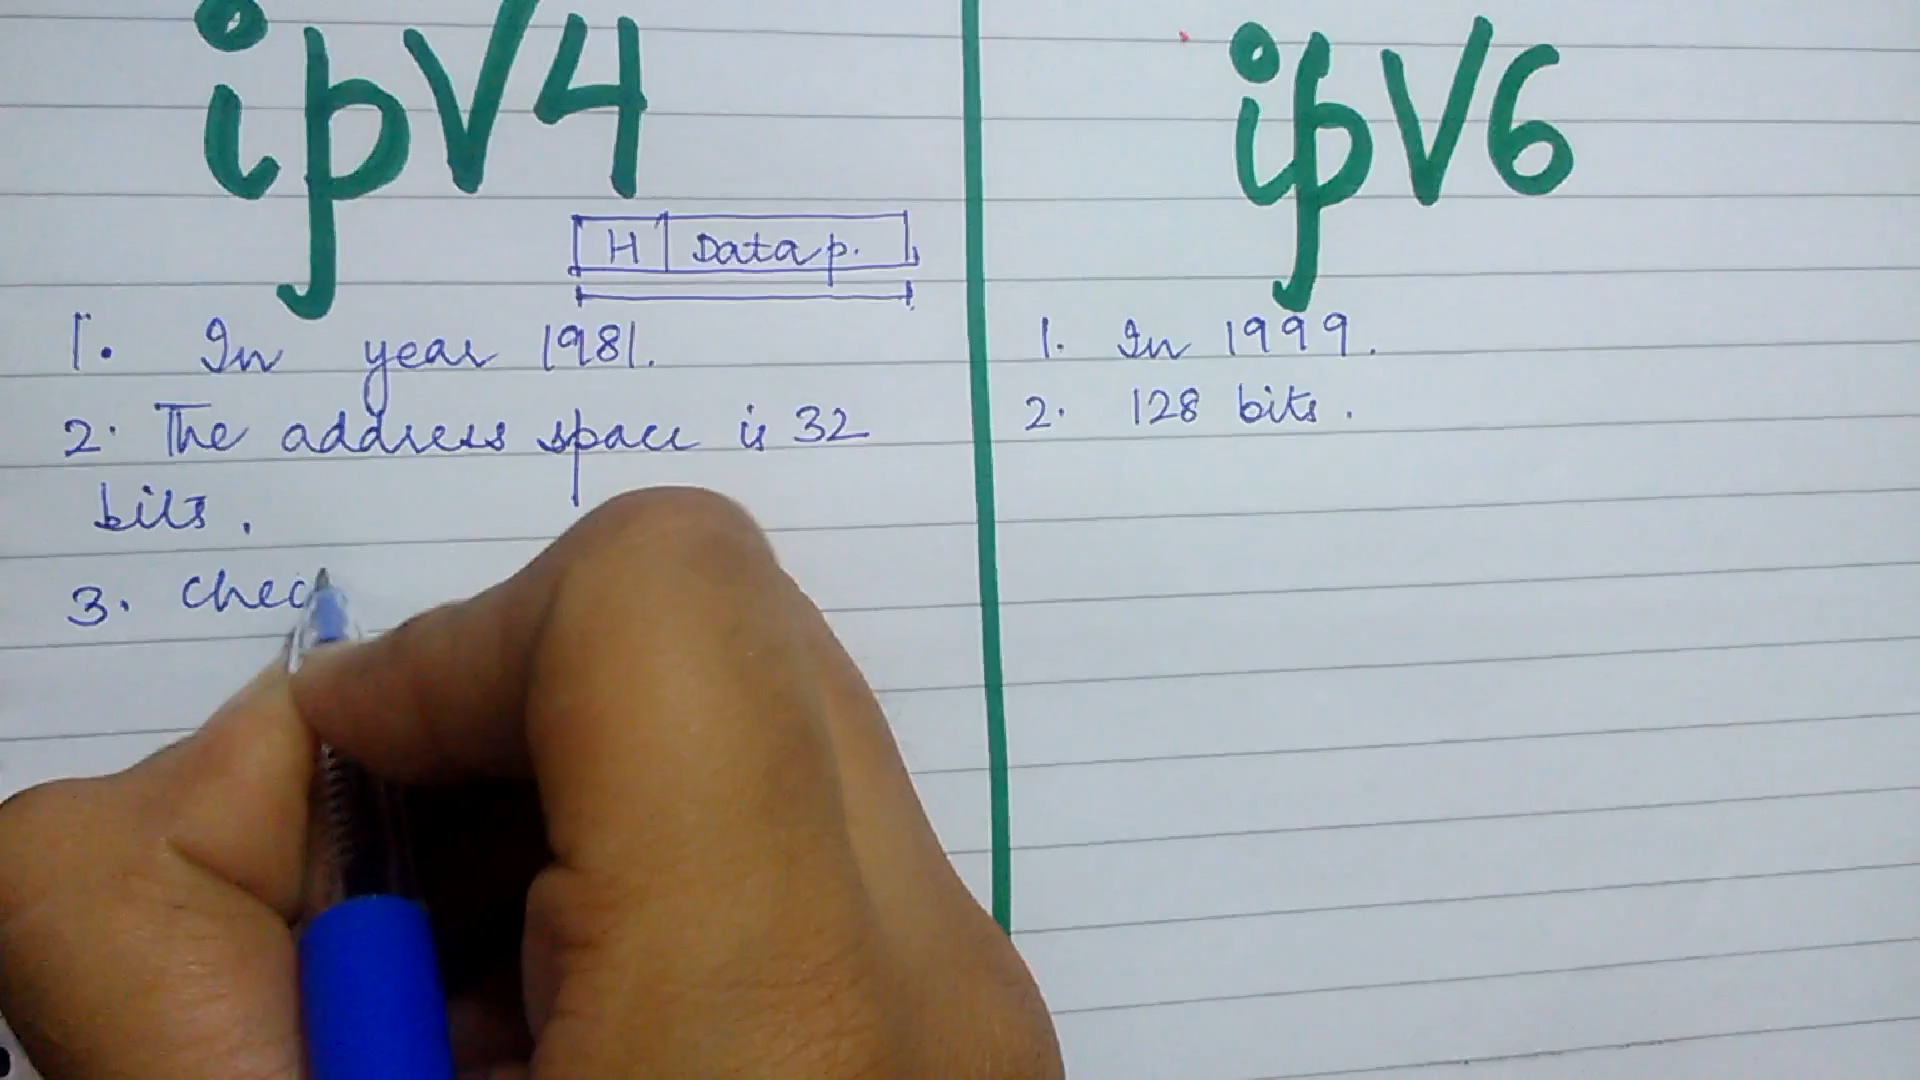 ipV4
H Data p.
1. In year 1981.
2. The address space is 32
bits.
3. Chec
ipV6
1. In 1999.
2. 128 bits.